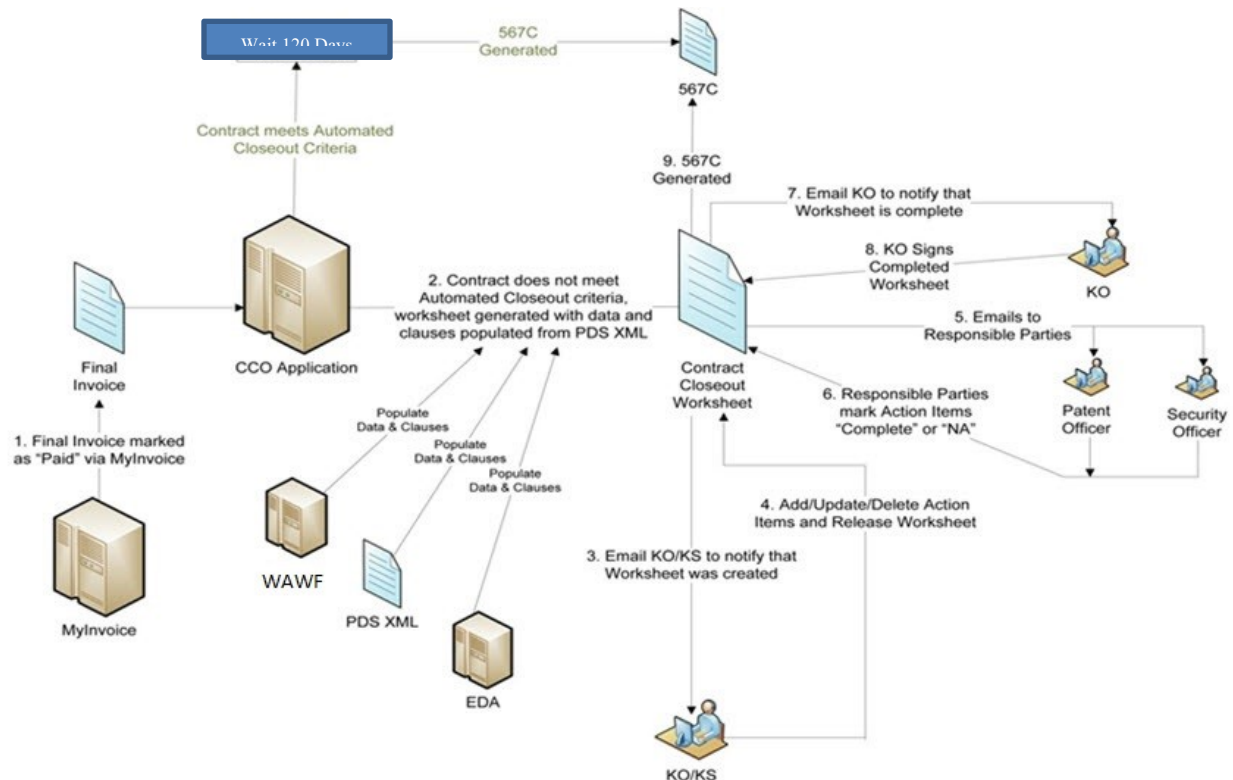 Wait 120 Days
567C
Generated
567C
Contract meets Automated
Closeout Criteria
9. 567C
Generated
7. Email KO to notify that
Worksheet is complete
8. KO Signs
Completed
Worksheet
KO
2. Contract does not meet
Automated Closeout criteria,
worksheet generated with data and
clauses populated from PDS XML
5. Emails to
Responsible Parties
Final
Invoice
CCO Application
Contract
Closeout
Worksheet
6. Responsible Parties
mark Action Items
“Complete” or “NA”
Patent
Officer
Security
Officer
1. Final Invoice marked
as “Paid” via MyInvoice
Populate
Data & Clauses
Populate
Data & Clauses
Populate
Data & Clauses
4. Add/Update/Delete Action
Items and Release Worksheet
3. Email KO/KS to notify that
Worksheet was created
WAWF
PDS XML
MyInvoice
EDA
KO/KS